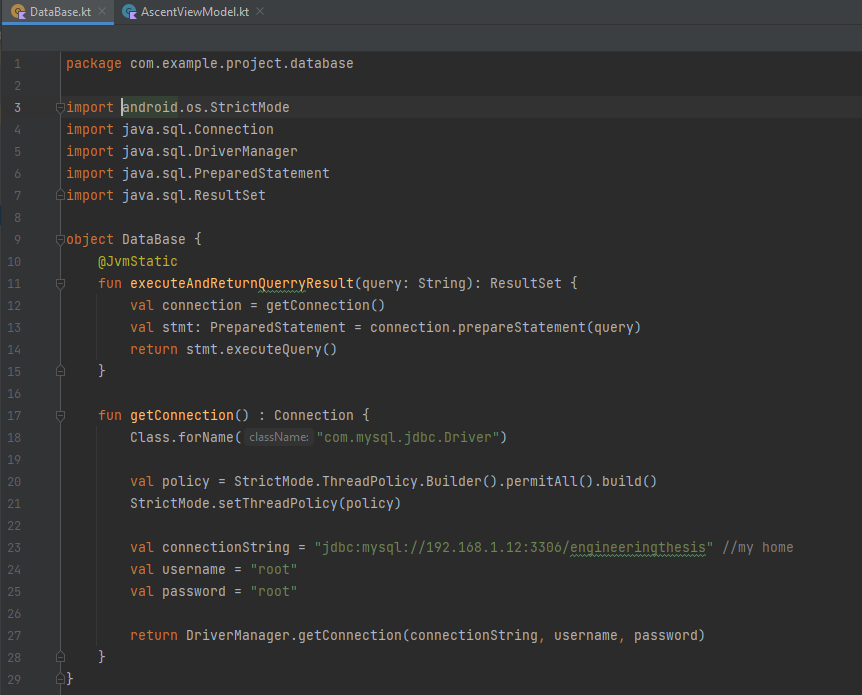 DataBase.kt AscentViewModel.kt
1 package com.example.project.database
2
3 import android.os.StrictMode
4 import java.sql.Connection
5 import java.sql.DriverManager
6 import java.sql.PreparedStatement
7 import java.sql.ResultSet
8
9 object DataBase {
10     @JvmStatic
11     fun executeAndReturnQuerryResult(query: String): ResultSet {
12         val connection = getConnection()
13         val stmt: PreparedStatement = connection.prepareStatement(query)
14         return stmt.executeQuery()
15     }
16
17     fun getConnection() : Connection {
18         Class.forName( className: "com.mysql.jdbc.Driver")
19
20         val policy = StrictMode.ThreadPolicy.Builder().permitAll().build()
21         StrictMode.setThreadPolicy(policy)
22
23         val connectionString = "jdbc:mysql://192.168.1.12:3306/engineeringthesis" //my home
24         val username = "root"
25         val password = "root"
26
27         return DriverManager.getConnection(connectionString, username, password)
28     }
29 }